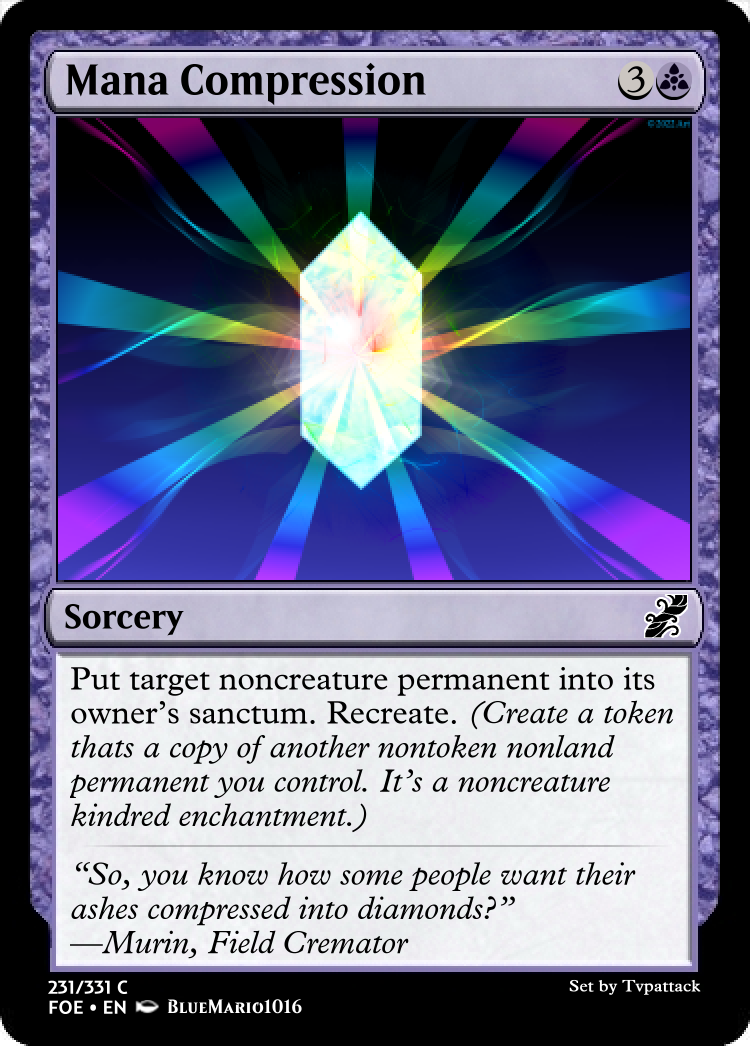 Mana Compression 3
© 2022 Art
Sorcery
Put target noncreature permanent into its
owner's sanctum. Recreate. (Create a token
thats a copy of another nontoken nonland
permanent you control. It's a noncreature
kindred enchantment.)
“So, you know how some people want their
ashes compressed into diamonds?”
—Murin, Field Cremator
231/331 C
Set by Tvpattack
FOE • EN BlueMario1016